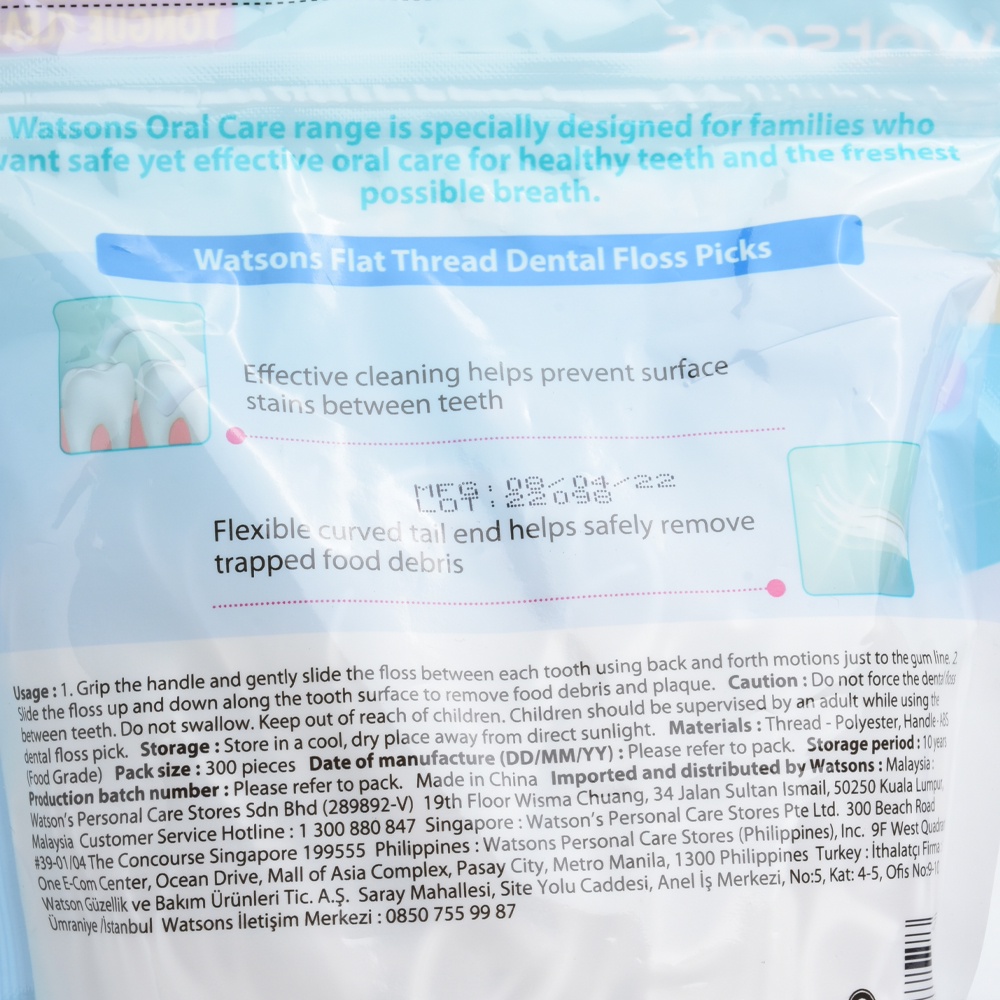 TONGUE CLEA
watsons
Watsons Oral Care range is specially designed for families who
want safe yet effective oral care for healthy teeth and the freshest
possible breath.
Watsons Flat Thread Dental Floss Picks
Effective cleaning helps prevent surface
stains between teeth
MFG: 08/04/22
LOT: 22098
Flexible curved tail end helps safely remove
trapped food debris
Usage : 1. Grip the handle and gently slide the floss between each tooth using back and forth motions just to the gum line. 2
Slide the floss up and down along the tooth surface to remove food debris and plaque. Caution : Do not force the dental floss
between teeth. Do not swallow. Keep out of reach of children. Children should be supervised by an adult while using the
dental floss pick. Storage : Store in a cool, dry place away from direct sunlight. Materials : Thread - Polyester, Handle - ABS
(Food Grade) Pack size : 300 pieces Date of manufacture (DD/MM/YY) : Please refer to pack. Storage period : 10 years
Production batch number : Please refer to pack. Made in China Imported and distributed by Watsons : Malaysia :
Watson's Personal Care Stores Sdn Bhd (289892-V) 19th Floor Wisma Chuang, 34 Jalan Sultan Ismail, 50250 Kuala Lumpur,
Malaysia Customer Service Hotline : 1 300 880 847 Singapore : Watson's Personal Care Stores Pte Ltd. 300 Beach Road
#39-01/04 The Concourse Singapore 199555 Philippines : Watsons Personal Care Stores (Philippines), Inc. 9F West Quadrant
One E-Com Center, Ocean Drive, Mall of Asia Complex, Pasay City, Metro Manila, 1300 Philippines Turkey : İthalatçı Firma
Watson Güzellik ve Bakım Ürünleri Tic. A.Ş. Saray Mahallesi, Site Yolu Caddesi, Anel İş Merkezi, No:5, Kat: 4-5, Ofis No:9-10
Ümraniye /İstanbul Watsons İletişim Merkezi : 0850 755 99 87